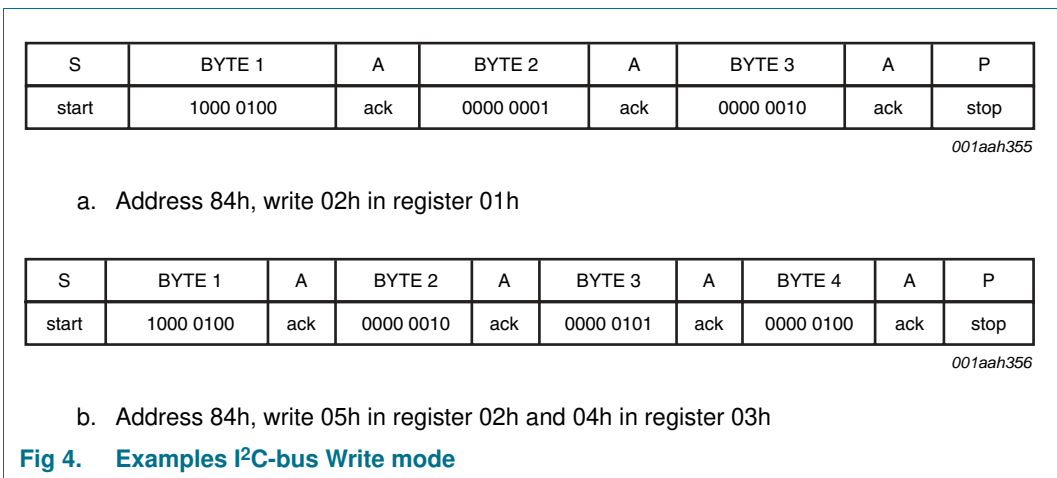 S BYTE 1 A BYTE 2 A BYTE 3 A P
start 1000 0100 ack 0000 0001 ack 0000 0010 ack stop
001aah355
a. Address 84h, write 02h in register 01h
S BYTE 1 A BYTE 2 A BYTE 3 A BYTE 4 A P
start 1000 0100 ack 0000 0010 ack 0000 0101 ack 0000 0100 ack stop
001aah356
b. Address 84h, write 05h in register 02h and 04h in register 03h
Fig 4. Examples I²C-bus Write mode